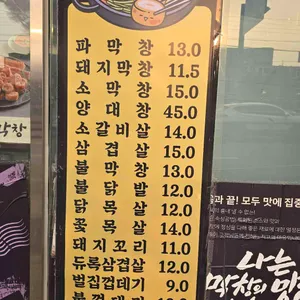 파막창 13.0
돼지막창 11.5
소막창 15.0
양대창 45.0
소갈비살 14.0
삼겹살 15.0
불막창 13.0
불닭발 12.0
닭목살 12.0
꽃목살 14.0
돼지꼬리 11.0
듀록삼겹살 12.0
벌집껍데기 9.0
막창
끝! 모두 맛에 집중
나는
막창의 맛